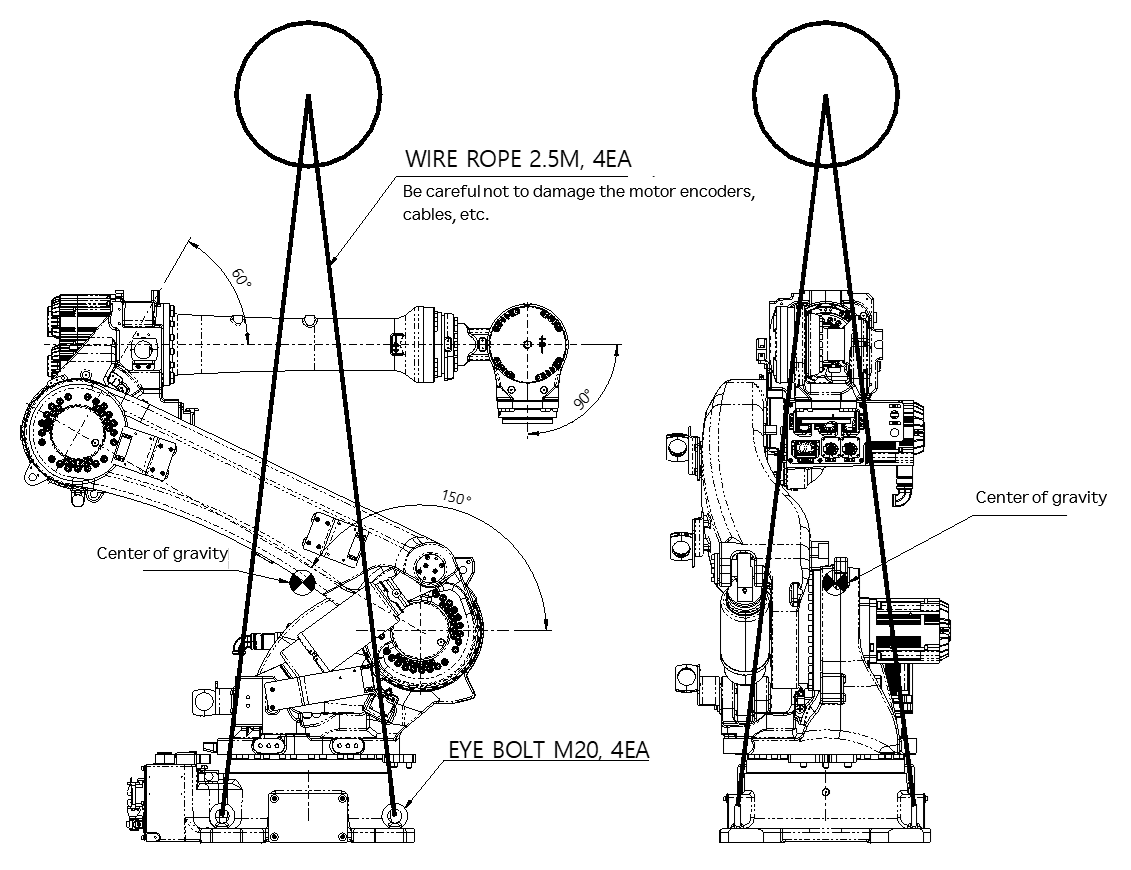 WIRE ROPE 2.5M, 4EA
Be careful not to damage the motor encoders,
cables, etc.
60°
90°
150°
Center of gravity
Center of gravity
EYE BOLT M20, 4EA